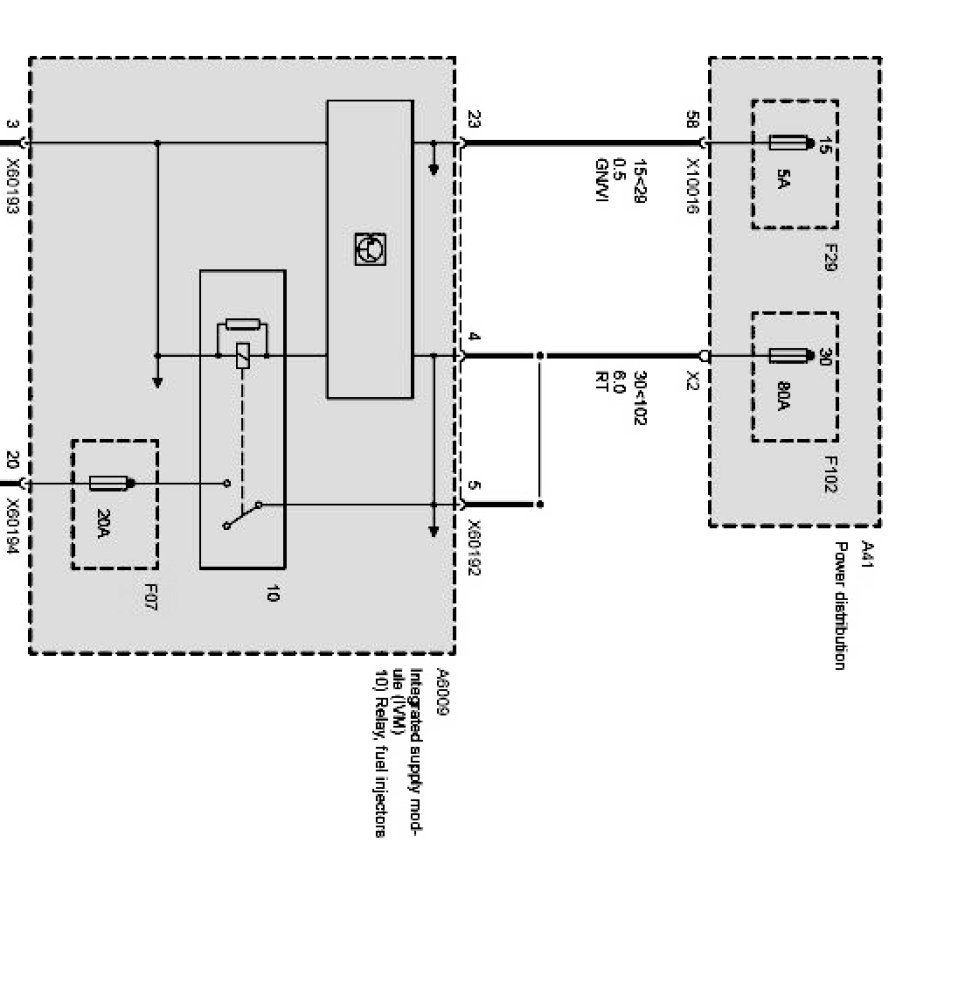 A41
Power distribution
F29
15
5A
F102
30
80A
58
X10016
X2
15<29
0.5
GN/VI
30<102
6.0
RT
23
4
5
X60192
A6009
Integrated supply mod-
ule (IVM)
10) Relay, fuel injectors
10
F07
20A
3
X60193
20
X60194